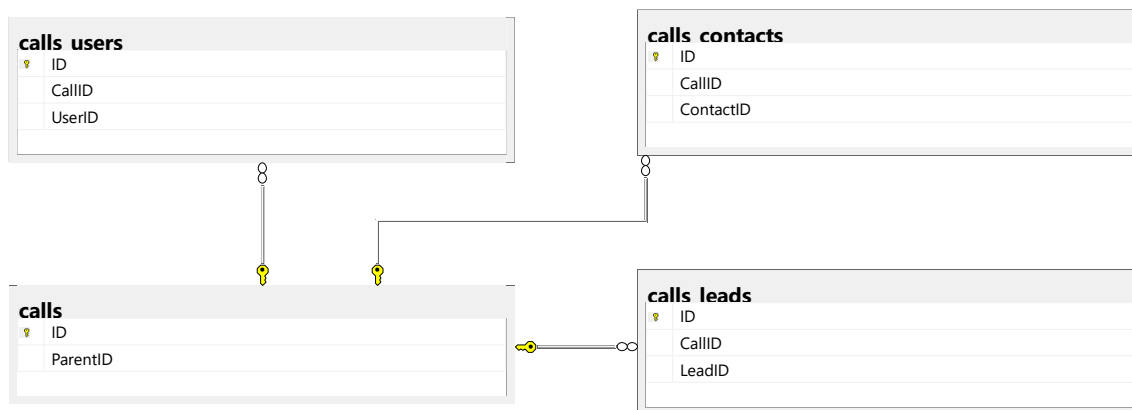 calls_users
ID
CallID
UserID
calls_contacts
ID
CallID
ContactID
calls
ID
ParentID
calls_leads
ID
CallID
LeadID